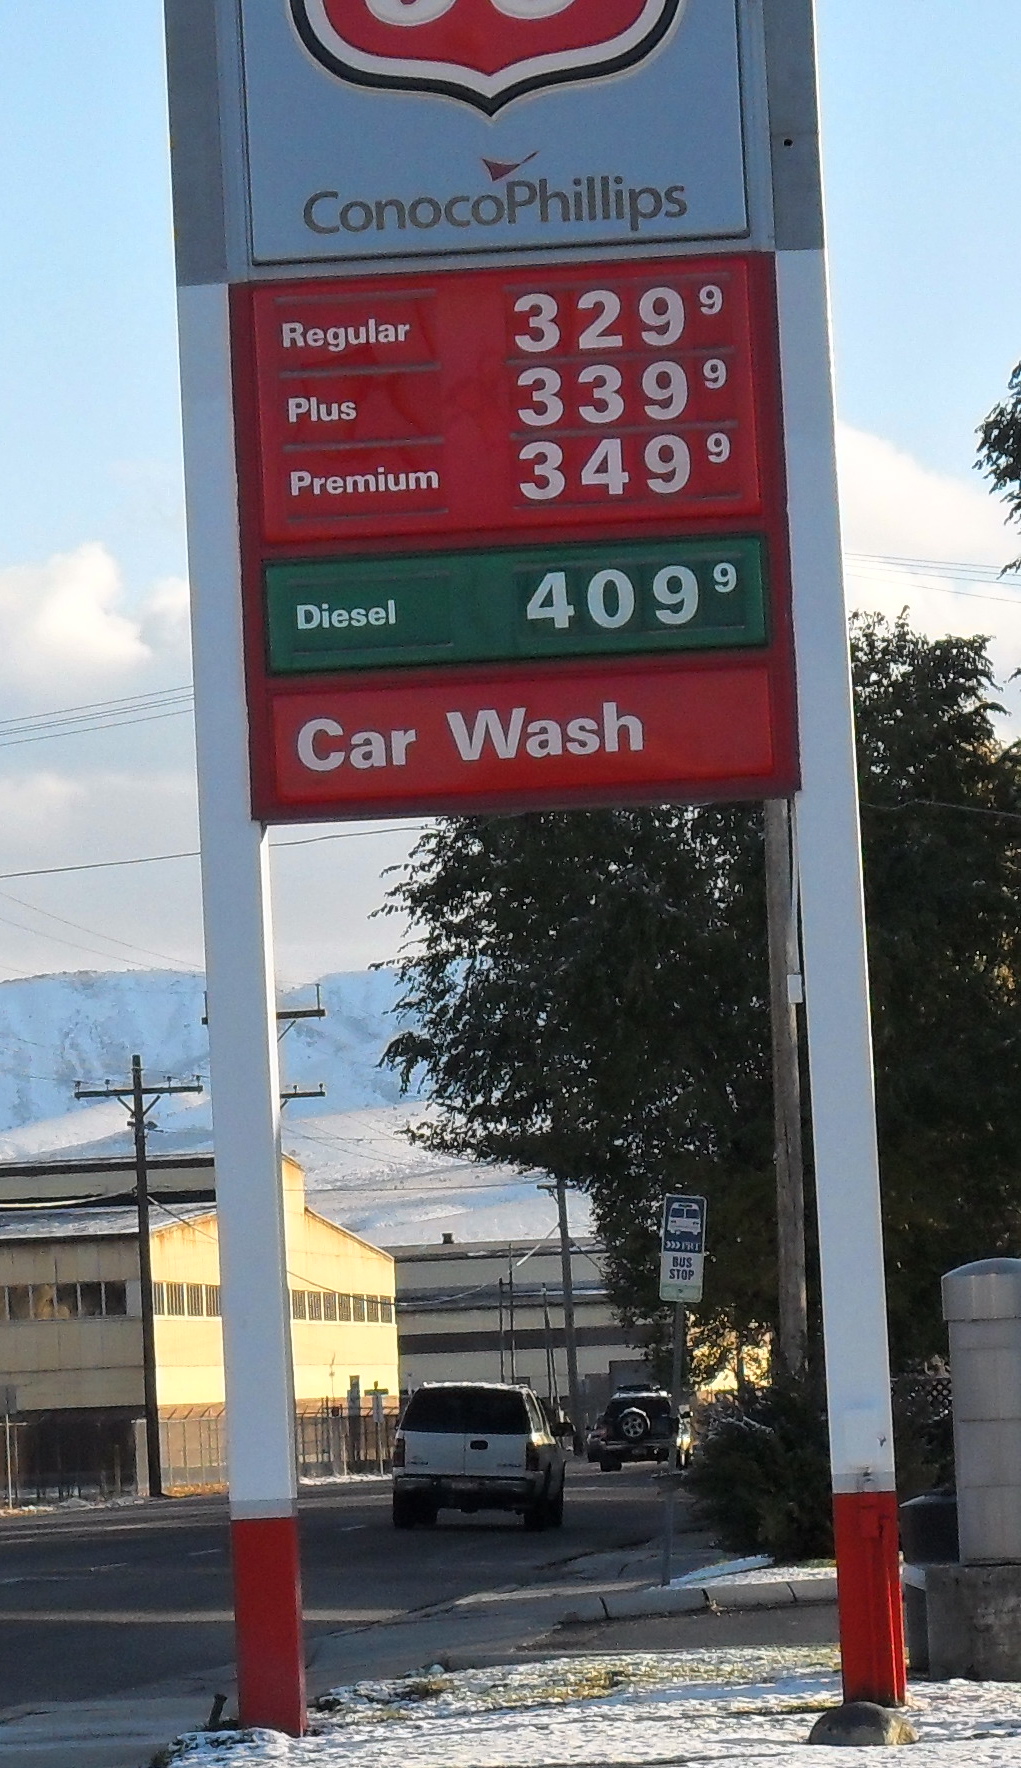 ConocoPhillips
Regular 329 9
Plus 339 9
Premium 349 9
Diesel 409 9
Car Wash
BUS
STOP